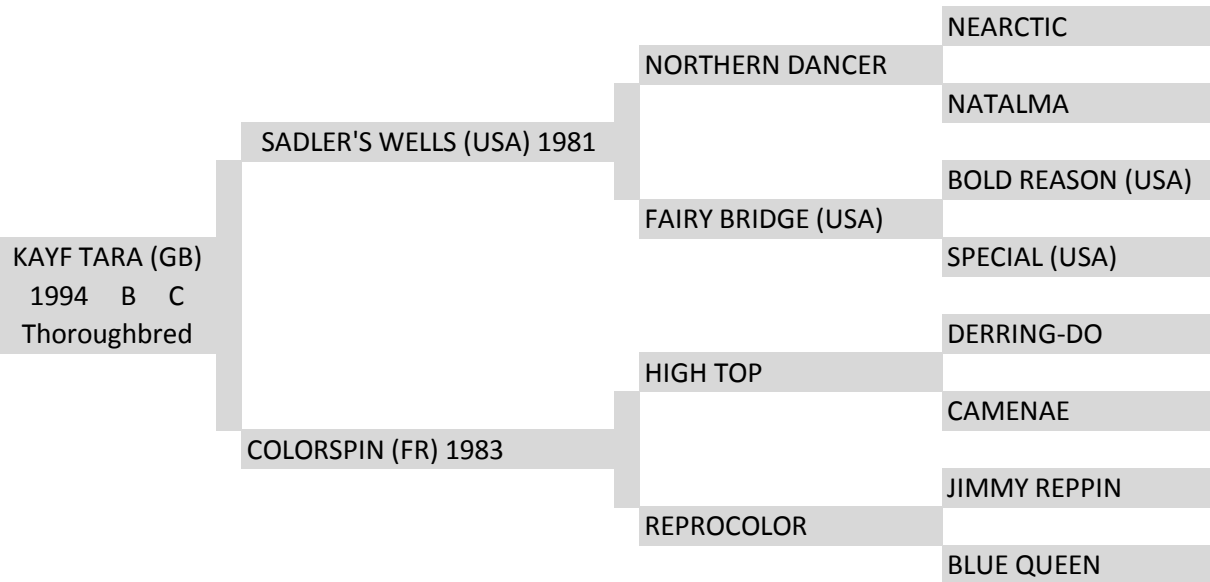 NEARCTIC
NORTHERN DANCER
NATALMA
SADLER'S WELLS (USA) 1981
BOLD REASON (USA)
FAIRY BRIDGE (USA)
SPECIAL (USA)
KAYF TARA (GB)
1994 B C
Thoroughbred
DERRING-DO
HIGH TOP
CAMENAE
COLORSPIN (FR) 1983
JIMMY REPPIN
REPROCOLOR
BLUE QUEEN